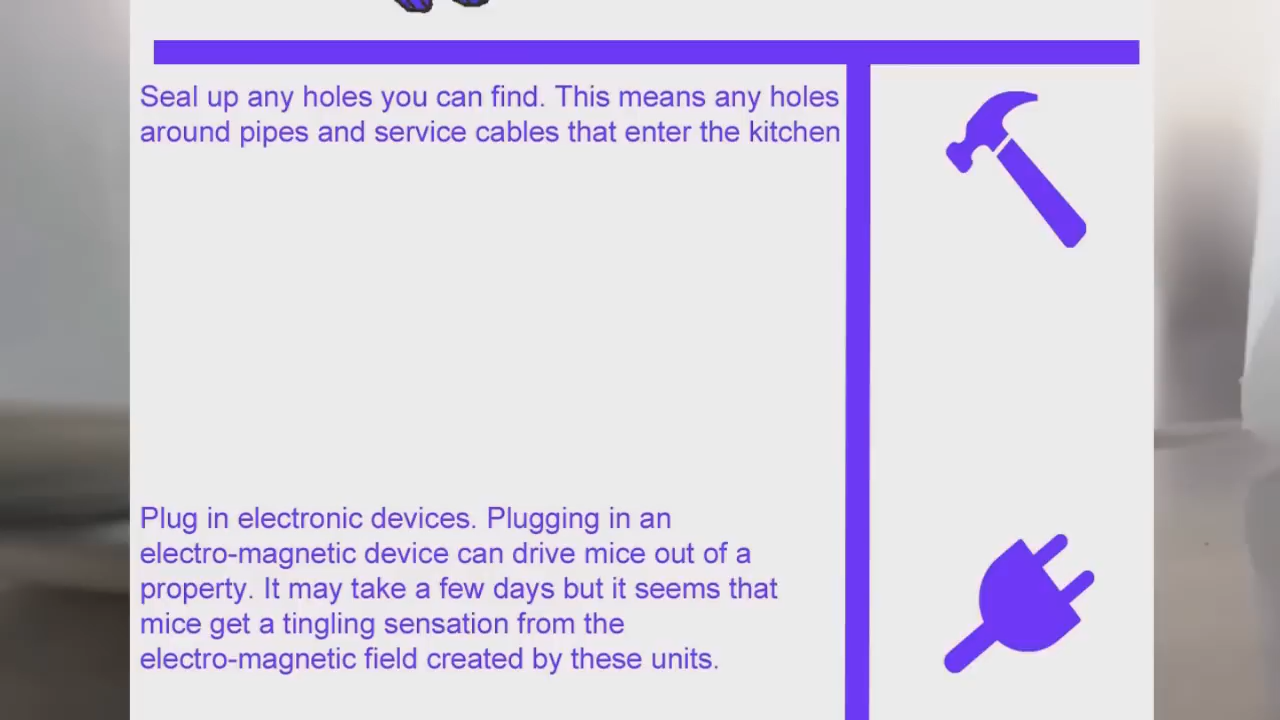 Seal up any holes you can find. This means any holes
around pipes and service cables that enter the kitchen
Plug in electronic devices. Plugging in an
electro-magnetic device can drive mice out of a
property. It may take a few days but it seems that
mice get a tingling sensation from the
electro-magnetic field created by these units.